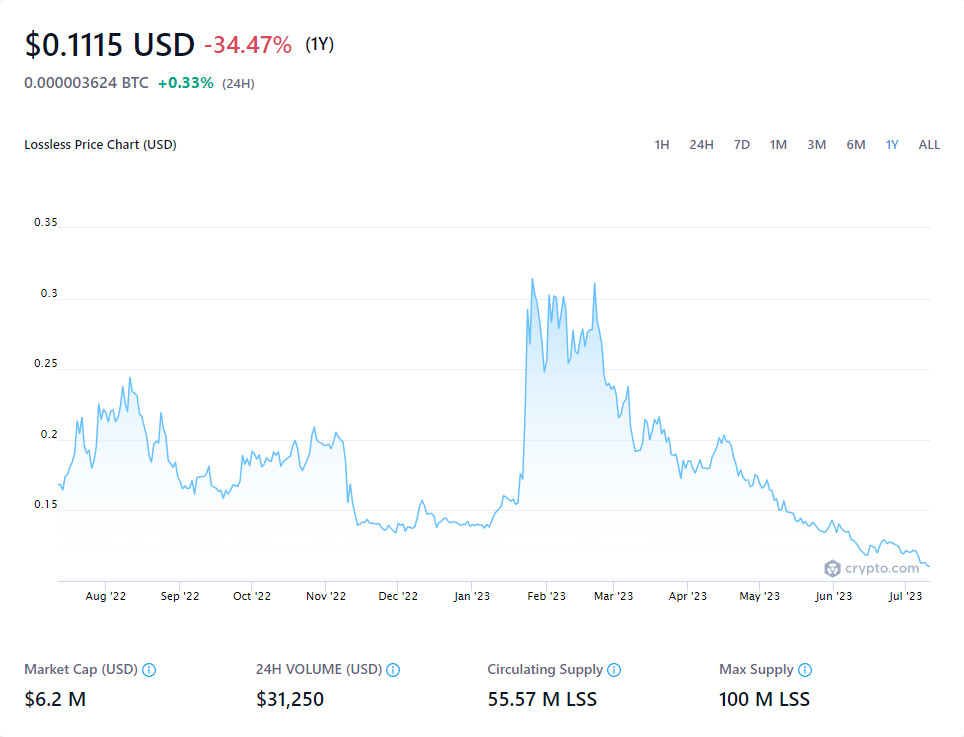 $0.1115 USD -34.47% (1Y)
0.000003624 BTC +0.33% (24H)
Lossless Price Chart (USD) 1H 24H 7D 1M 3M 6M 1Y ALL
0.35
0.3
0.25
0.2
0.15
crypto.com
Aug '22 Sep '22 Oct '22 Nov '22 Dec '22 Jan '23 Feb '23 Mar '23 Apr '23 May '23 Jun '23 Jul '23
Market Cap (USD) 24H VOLUME (USD) Circulating Supply Max Supply
$6.2 M $31,250 55.57 M LSS 100 M LSS